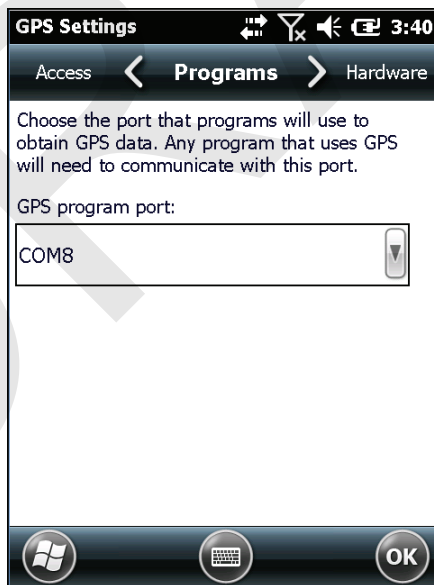 GPS Settings 3:40
Access Programs Hardware
Choose the port that programs will use to
obtain GPS data. Any program that uses GPS
will need to communicate with this port.
GPS program port:
COM8
OK